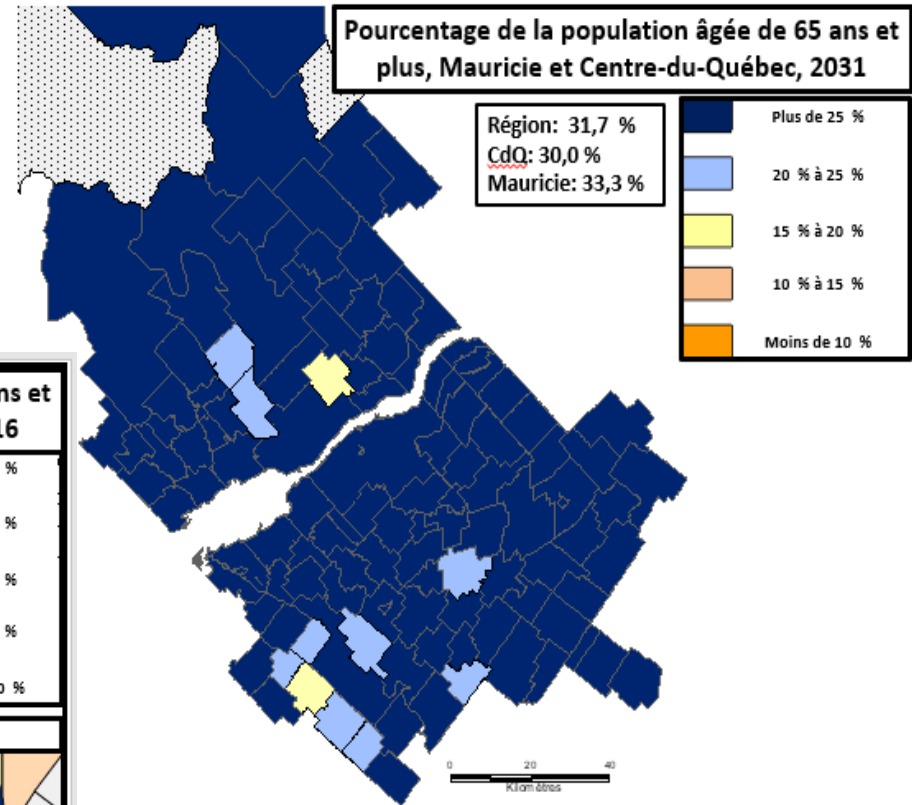 Pourcentage de la population âgée de 65 ans et
plus, Mauricie et Centre-du-Québec, 2031
Région: 31,7 %
CdQ: 30,0 %
Mauricie: 33,3 %
Plus de 25 %
20 % à 25 %
15 % à 20 %
10 % à 15 %
Moins de 10 %
ns et
16
%
%
%
%
0 %
0 20 40
Kilomètres